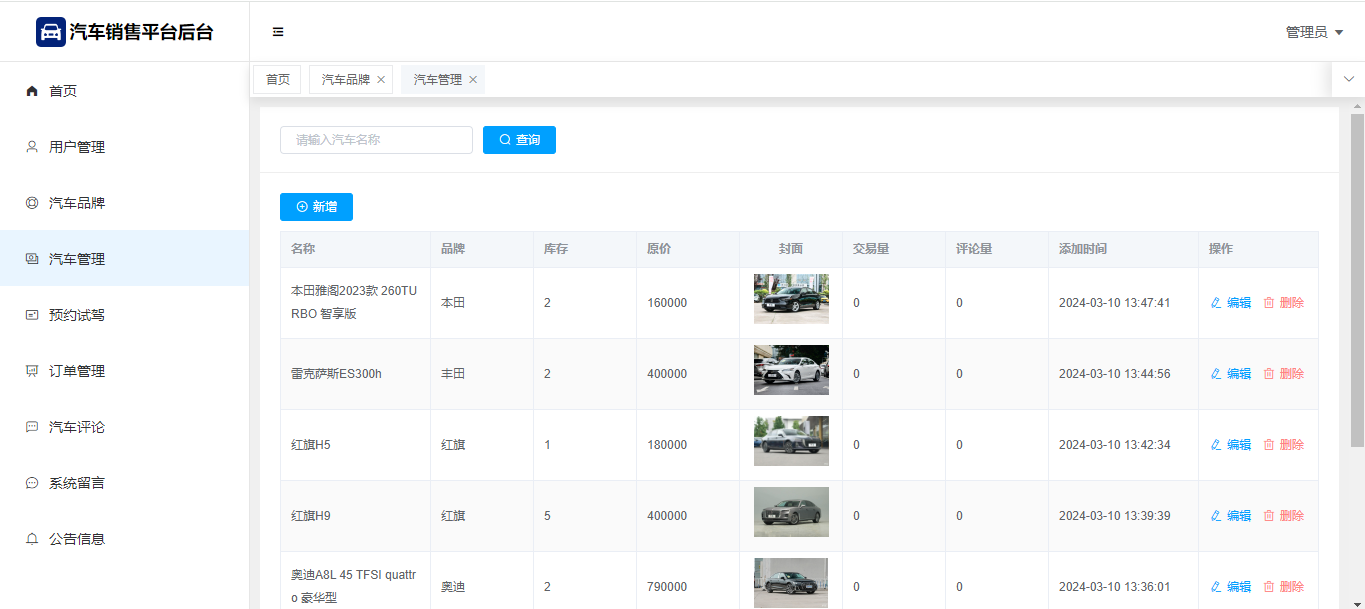 汽车销售平台后台
管理员
首页
用户管理
汽车品牌
汽车管理
预约试驾
订单管理
汽车评论
系统留言
公告信息
首页 汽车品牌 汽车管理
请输入汽车名称 查询
新增
名称 品牌 库存 原价 封面 交易量 评论量 添加时间 操作
本田雅阁2023款 260TU
RBO 智享版 本田 2 160000 0 0 2024-03-10 13:47:41 编辑 删除
雷克萨斯ES300h 丰田 2 400000 0 0 2024-03-10 13:44:56 编辑 删除
红旗H5 红旗 1 180000 0 0 2024-03-10 13:42:34 编辑 删除
红旗H9 红旗 5 400000 0 0 2024-03-10 13:39:39 编辑 删除
奥迪A8L 45 TFSI quattr
o 豪华型 奥迪 2 790000 0 0 2024-03-10 13:36:01 编辑 删除